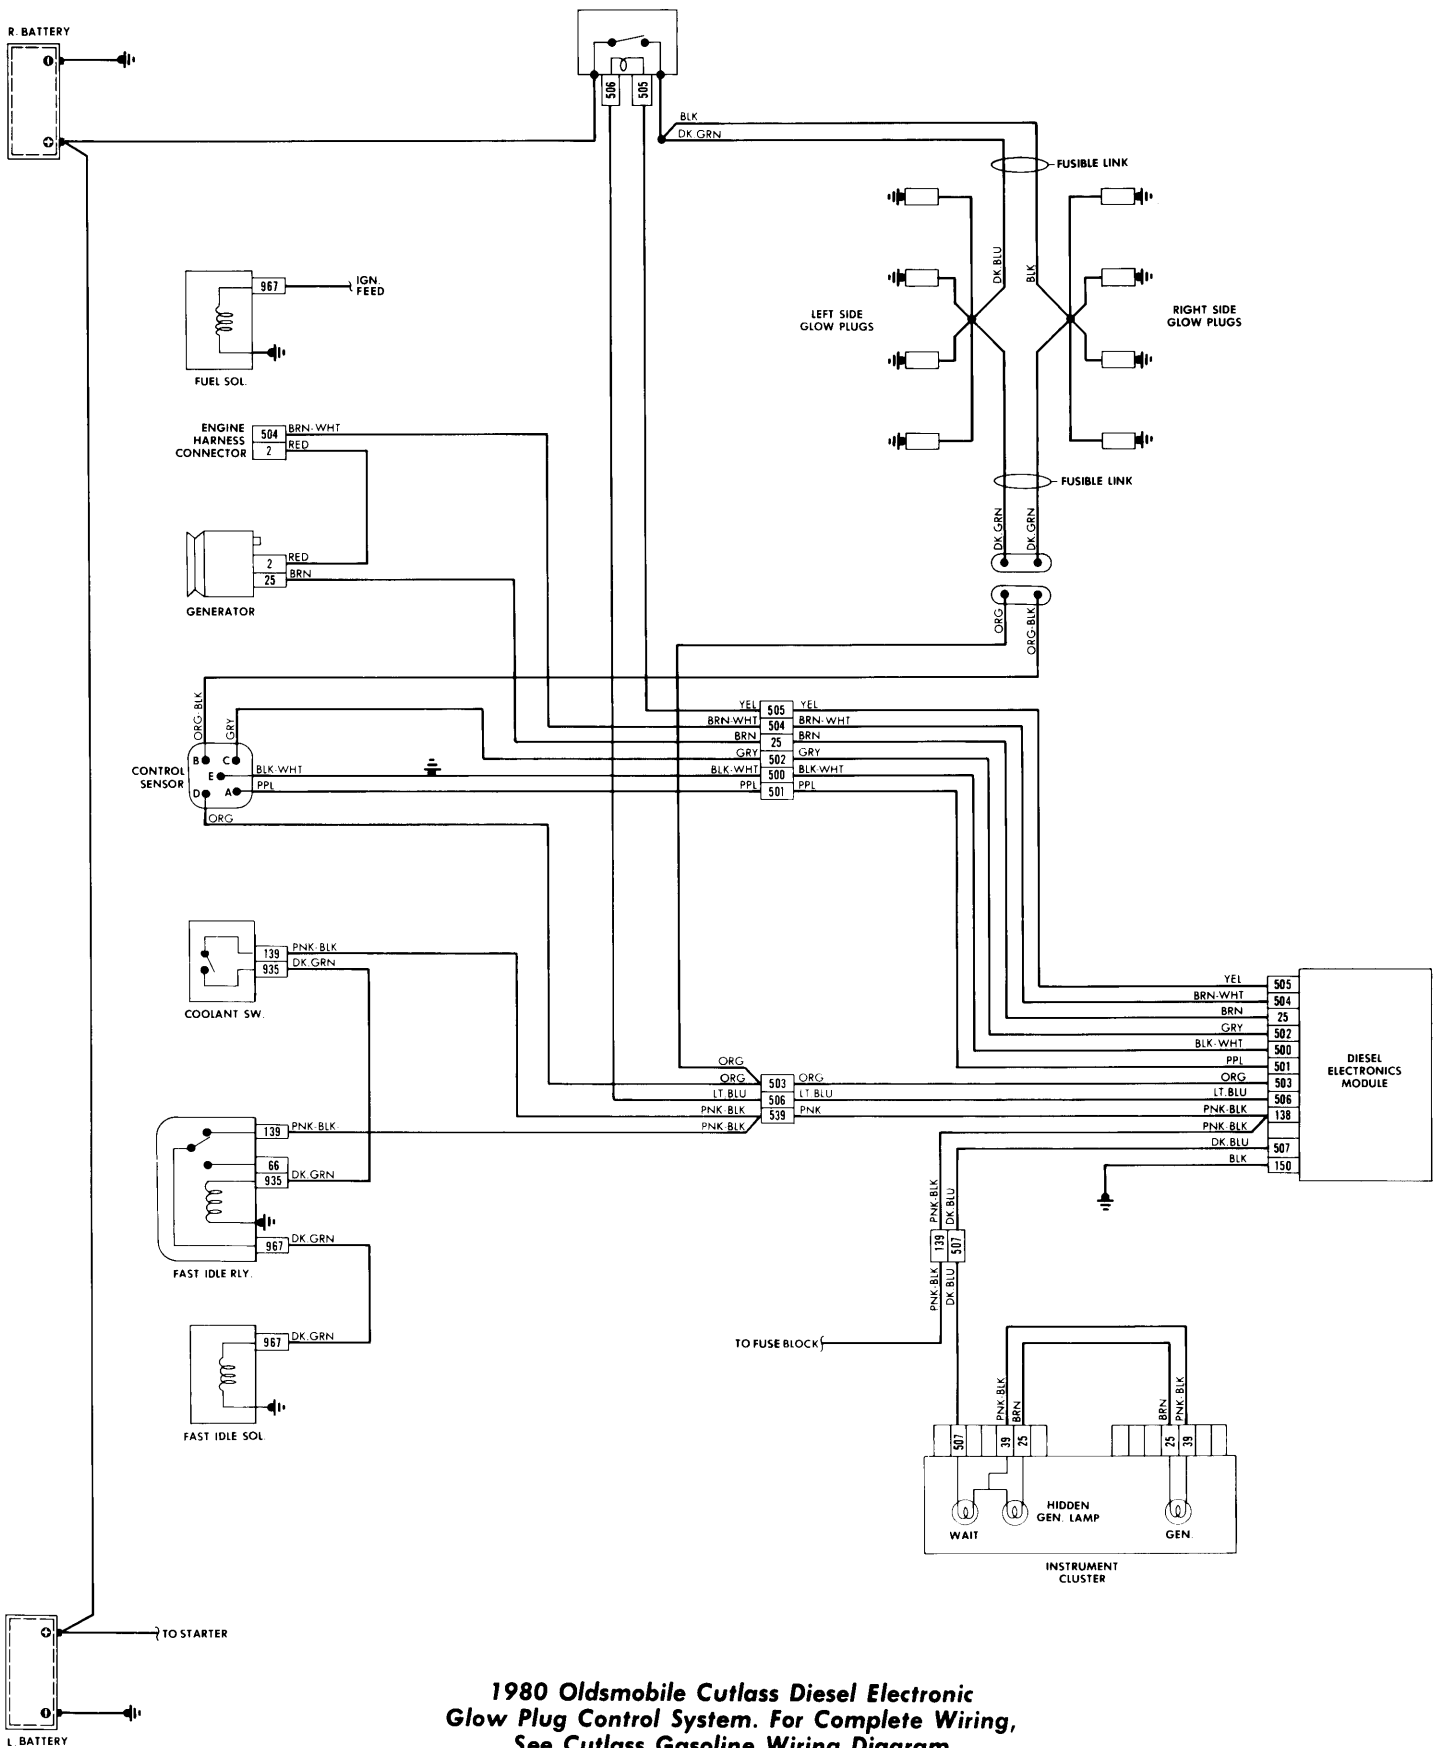 R. BATTERY
506
505
BLK
DK.GRN
FUSIBLE LINK
DK.BLU
BLK
967
IGN.
FEED
FUEL SOL.
LEFT SIDE
GLOW PLUGS
RIGHT SIDE
GLOW PLUGS
ENGINE
HARNESS
CONNECTOR
504
BRN-WHT
2
RED
FUSIBLE LINK
DK.GRN
DK.GRN
2
RED
25
BRN
GENERATOR
ORG
ORG-BLK
ORG-BLK
GRY
CONTROL
SENSOR
B
C
E
D
A
BLK-WHT
PPL
ORG
YEL 505 YEL
BRN-WHT 504 BRN-WHT
BRN 25 BRN
GRY 502 GRY
BLK-WHT 500 BLK-WHT
PPL 501 PPL
139
PNK-BLK
935
DK.GRN
COOLANT SW.
YEL 505
BRN-WHT 504
BRN 25
GRY 502
BLK-WHT 500
PPL 501
ORG 503
LT.BLU 506
PNK-BLK 138
PNK-BLK
DK.BLU 507
BLK 150
DIESEL
ELECTRONICS
MODULE
ORG
ORG 503 ORG
LT.BLU 506 LT.BLU
PNK-BLK 539 PNK
PNK-BLK
139
PNK-BLK
66
935
DK.GRN
967
DK.GRN
FAST IDLE RLY.
PNK-BLK
DK.BLU
139
507
PNK-BLK
DK.BLU
967
DK.GRN
FAST IDLE SOL.
TO FUSE BLOCK
PNK-BLK
BRN
BRN
PNK-BLK
507
39
25
25
39
WAIT
HIDDEN
GEN. LAMP
GEN.
INSTRUMENT
CLUSTER
TO STARTER
L. BATTERY
1980 Oldsmobile Cutlass Diesel Electronic
Glow Plug Control System. For Complete Wiring,
See Cutlass Gasoline Wiring Diagram